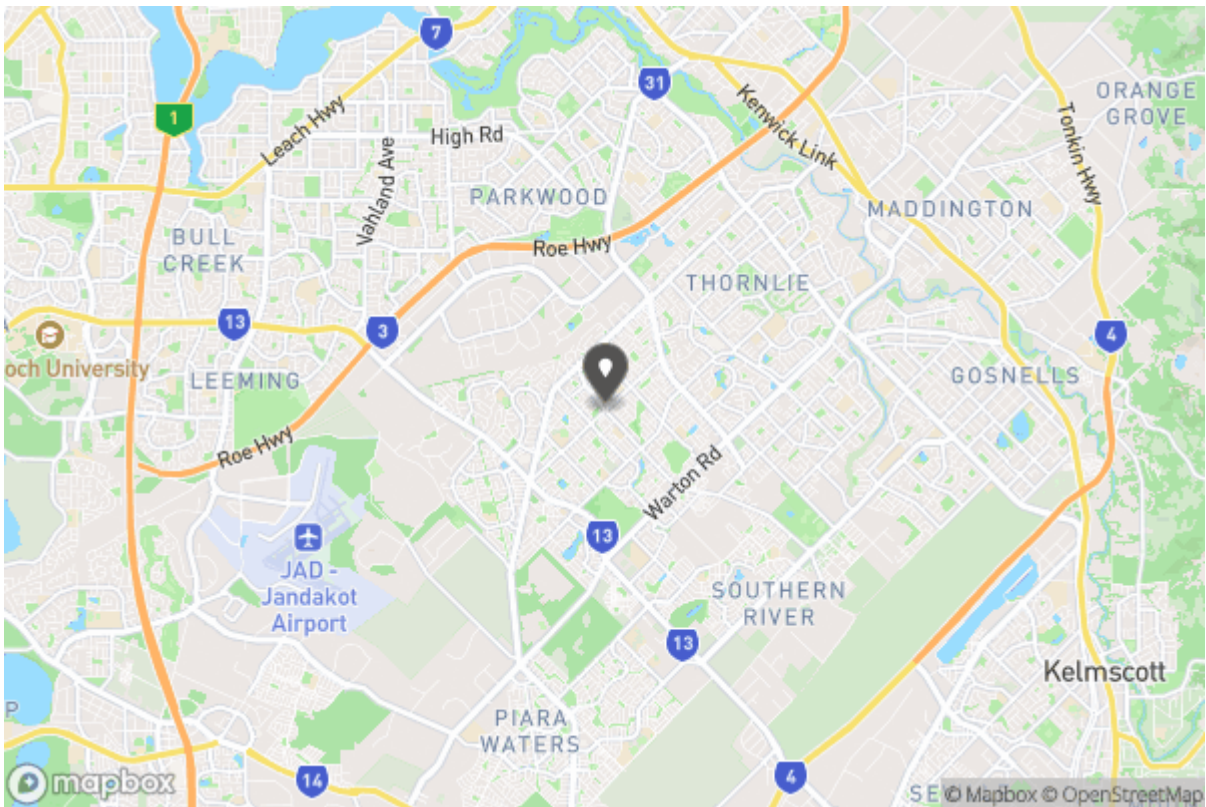 7
1
31
ORANGE
GROVE
Leach Hwy
High Rd
Kenwick Link
Tonkin Hwy
Vahland Ave
PARKWOOD
MADDINGTON
BULL
CREEK
Roe Hwy
THORNLIE
13
3
4
och University
LEEMING
GOSNELLS
Roe Hwy
Warton Rd
13
JAD -
Jandakot
Airport
SOUTHERN
RIVER
13
Kelmscott
P
PIARA
WATERS
14
4
mapbox
SE
© Mapbox © OpenStreetMap